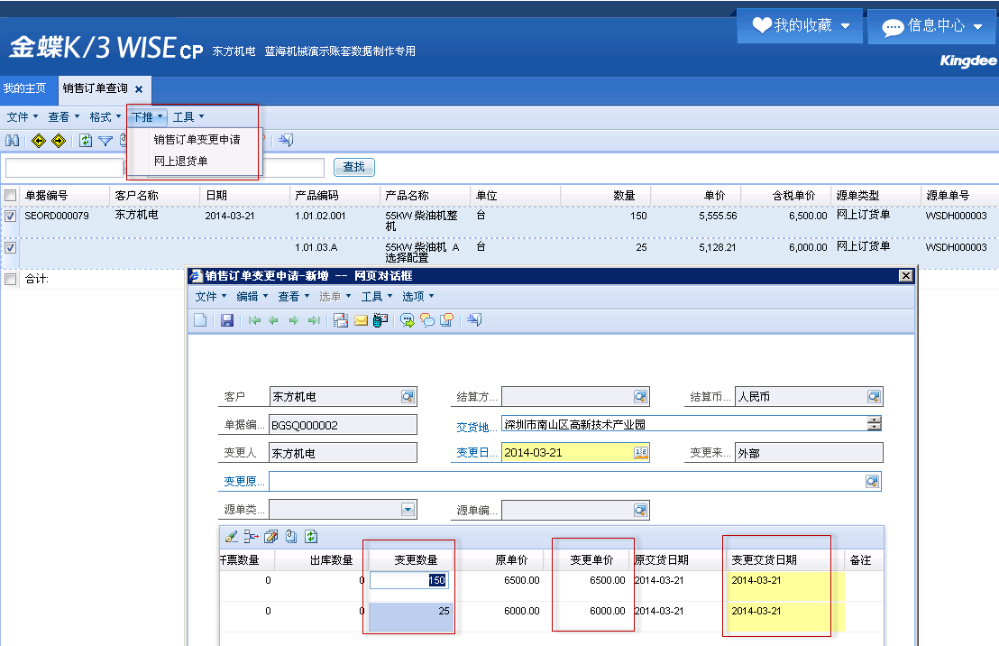 我的收藏 信息中心
金蝶K/3 WISE CP 东方机电 蓝海机械演示账套数据制作专用
Kingdee
我的主页 销售订单查询
文件 查看 格式 下推 工具
销售订单变更申请
网上退货单
查找
单据编号 客户名称 日期 产品编码 产品名称 单位 数量 单价 含税单价 源单类型 源单单号
SEORD000079 东方机电 2014-03-21 1.01.02.001 55KW 柴油机整 台 150 5,555.56 6,500.00 网上订货单 WSDH000003
机
1.01.03.A 55KW 柴油机 A 台 25 5,128.21 6,000.00 网上订货单 WSDH000003
选择配置
合计:
销售订单变更申请-新增 -- 网页对话框
文件 编辑 查看 选单 工具 选项
客户 东方机电 结算方... 结算币... 人民币
单据编... BGSQ000002 交货地... 深圳市南山区高新技术产业园
变更人 东方机电 变更日... 2014-03-21 变更来... 外部
变更原...
源单类... 源单编...
开票数量 出库数量 变更数量 原单价 变更单价 原交货日期 变更交货日期 备注
0 0 150 6500.00 6500.00 2014-03-21 2014-03-21
0 0 25 6000.00 6000.00 2014-03-21 2014-03-21